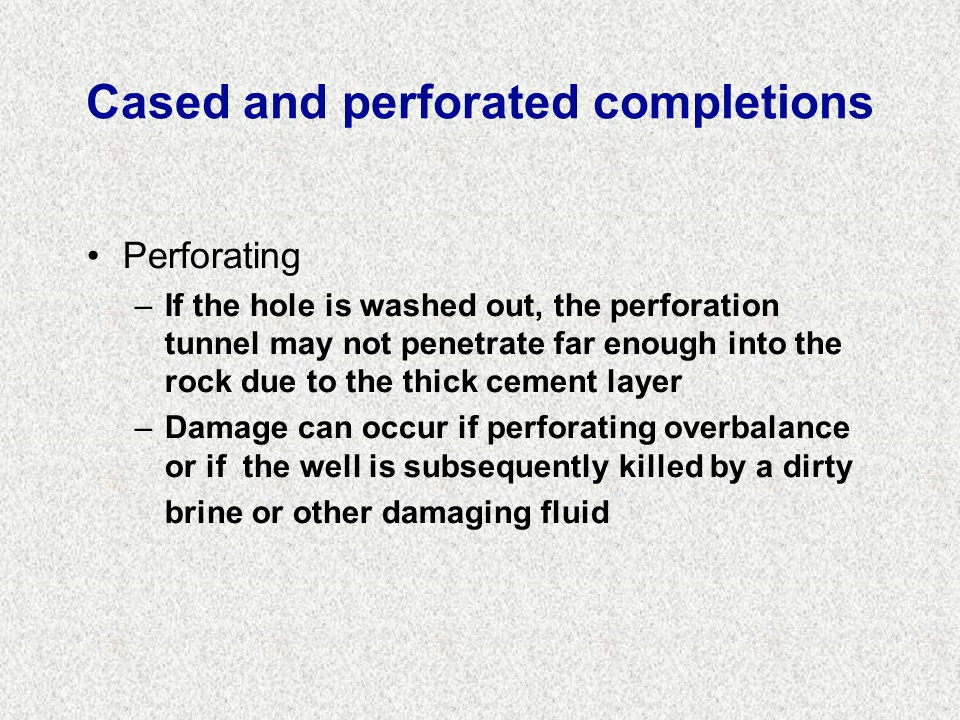 Cased and perforated completions
• Perforating
– If the hole is washed out, the perforation
tunnel may not penetrate far enough into the
rock due to the thick cement layer
– Damage can occur if perforating overbalance
or if  the well is subsequently killed by a dirty
brine or other damaging fluid